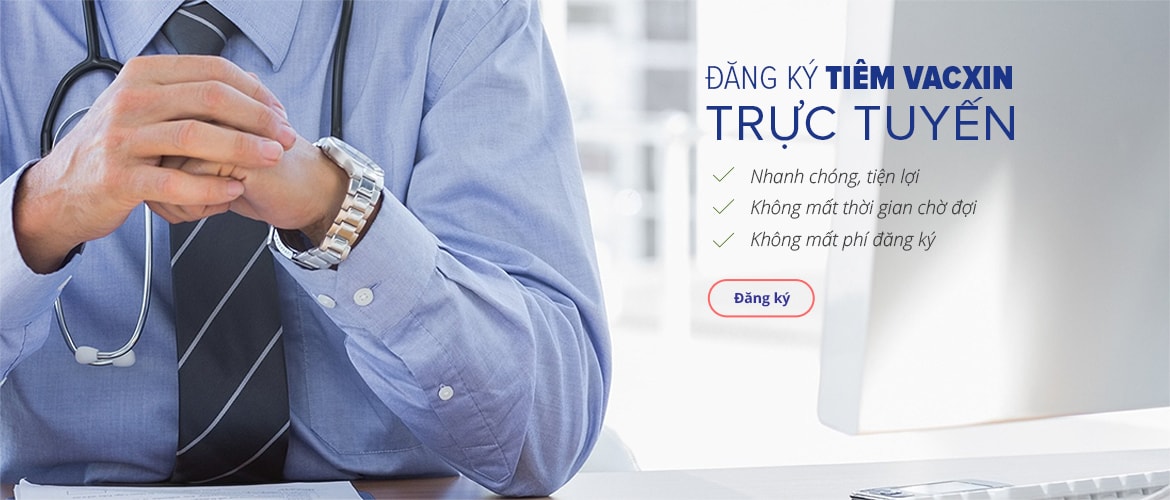 ĐĂNG KÝ TIÊM VACXIN
TRỰC TUYẾN
Nhanh chóng, tiện lợi
Không mất thời gian chờ đợi
Không mất phí đăng ký
Đăng ký